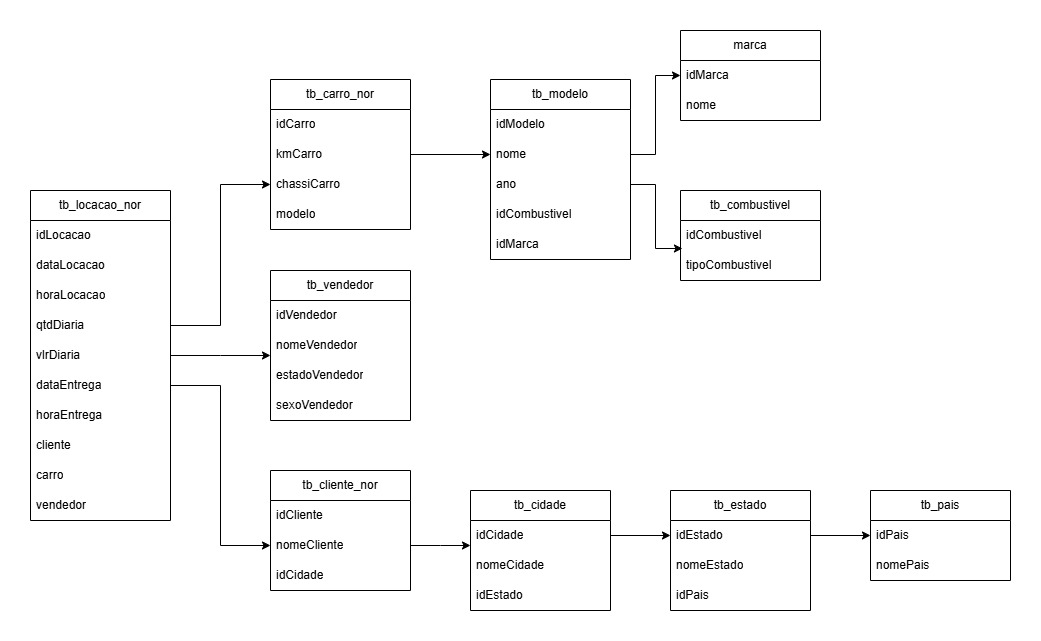 marca
idMarca
nome
tb_carro_nor
idCarro
kmCarro
chassiCarro
modelo
tb_modelo
idModelo
nome
ano
idCombustivel
idMarca
tb_combustivel
idCombustivel
tipoCombustivel
tb_locacao_nor
idLocacao
dataLocacao
horaLocacao
qtdDiaria
vlrDiaria
dataEntrega
horaEntrega
cliente
carro
vendedor
tb_vendedor
idVendedor
nomeVendedor
estadoVendedor
sexoVendedor
tb_cliente_nor
idCliente
nomeCliente
idCidade
tb_cidade
idCidade
nomeCidade
idEstado
tb_estado
idEstado
nomeEstado
idPais
tb_pais
idPais
nomePais